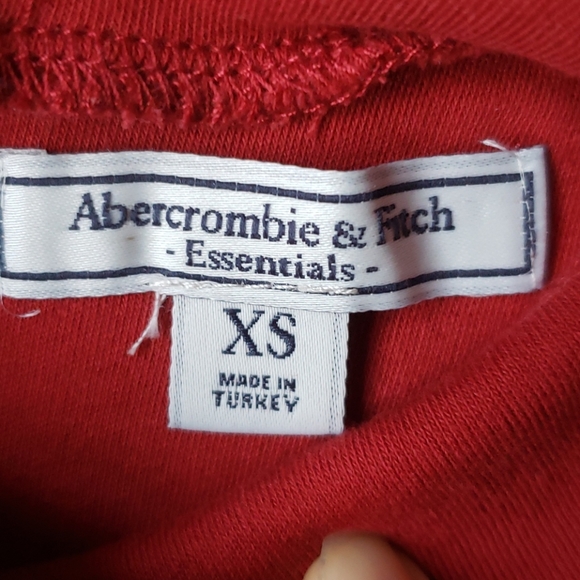 Abercrombie & Fitch
- Essentials -
XS
MADE IN
TURKEY